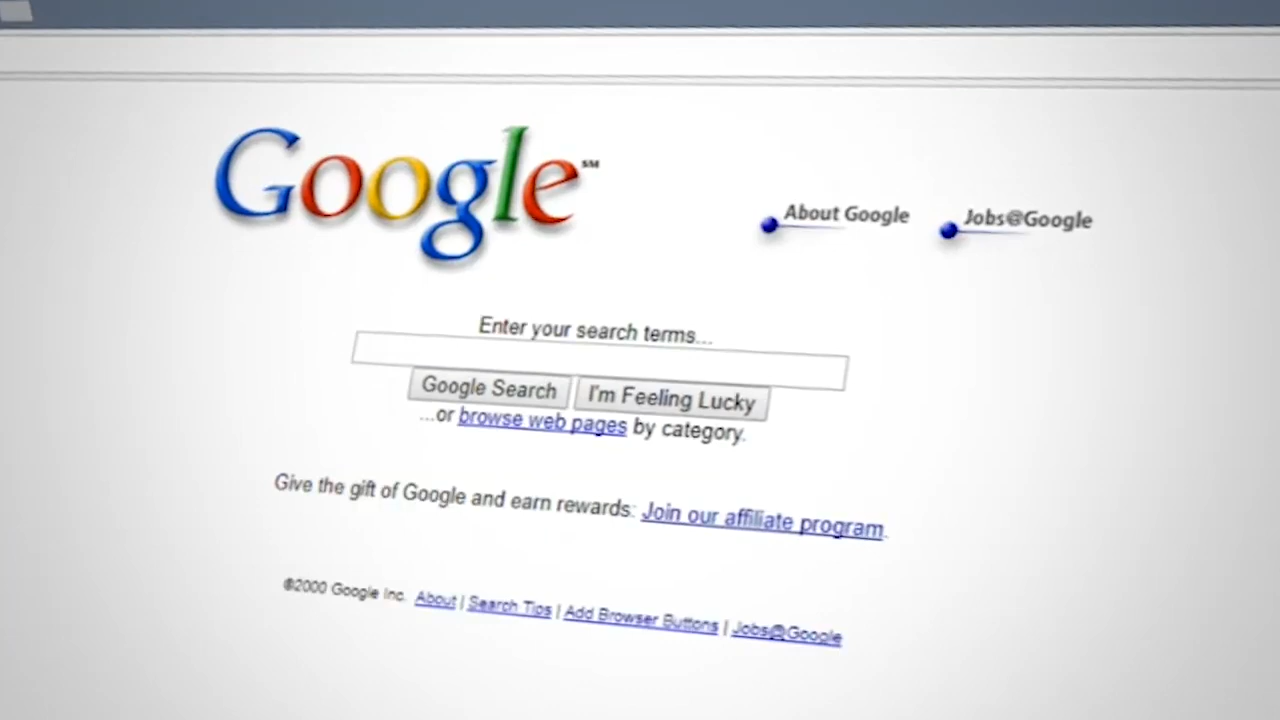 Google℠
About Google
Jobs@Google
Enter your search terms...
Google Search
I'm Feeling Lucky
...or browse web pages by category.
Give the gift of Google and earn rewards: Join our affiliate program.
©2000 Google Inc. About | Search Tips | Add Browser Buttons | Jobs@Google